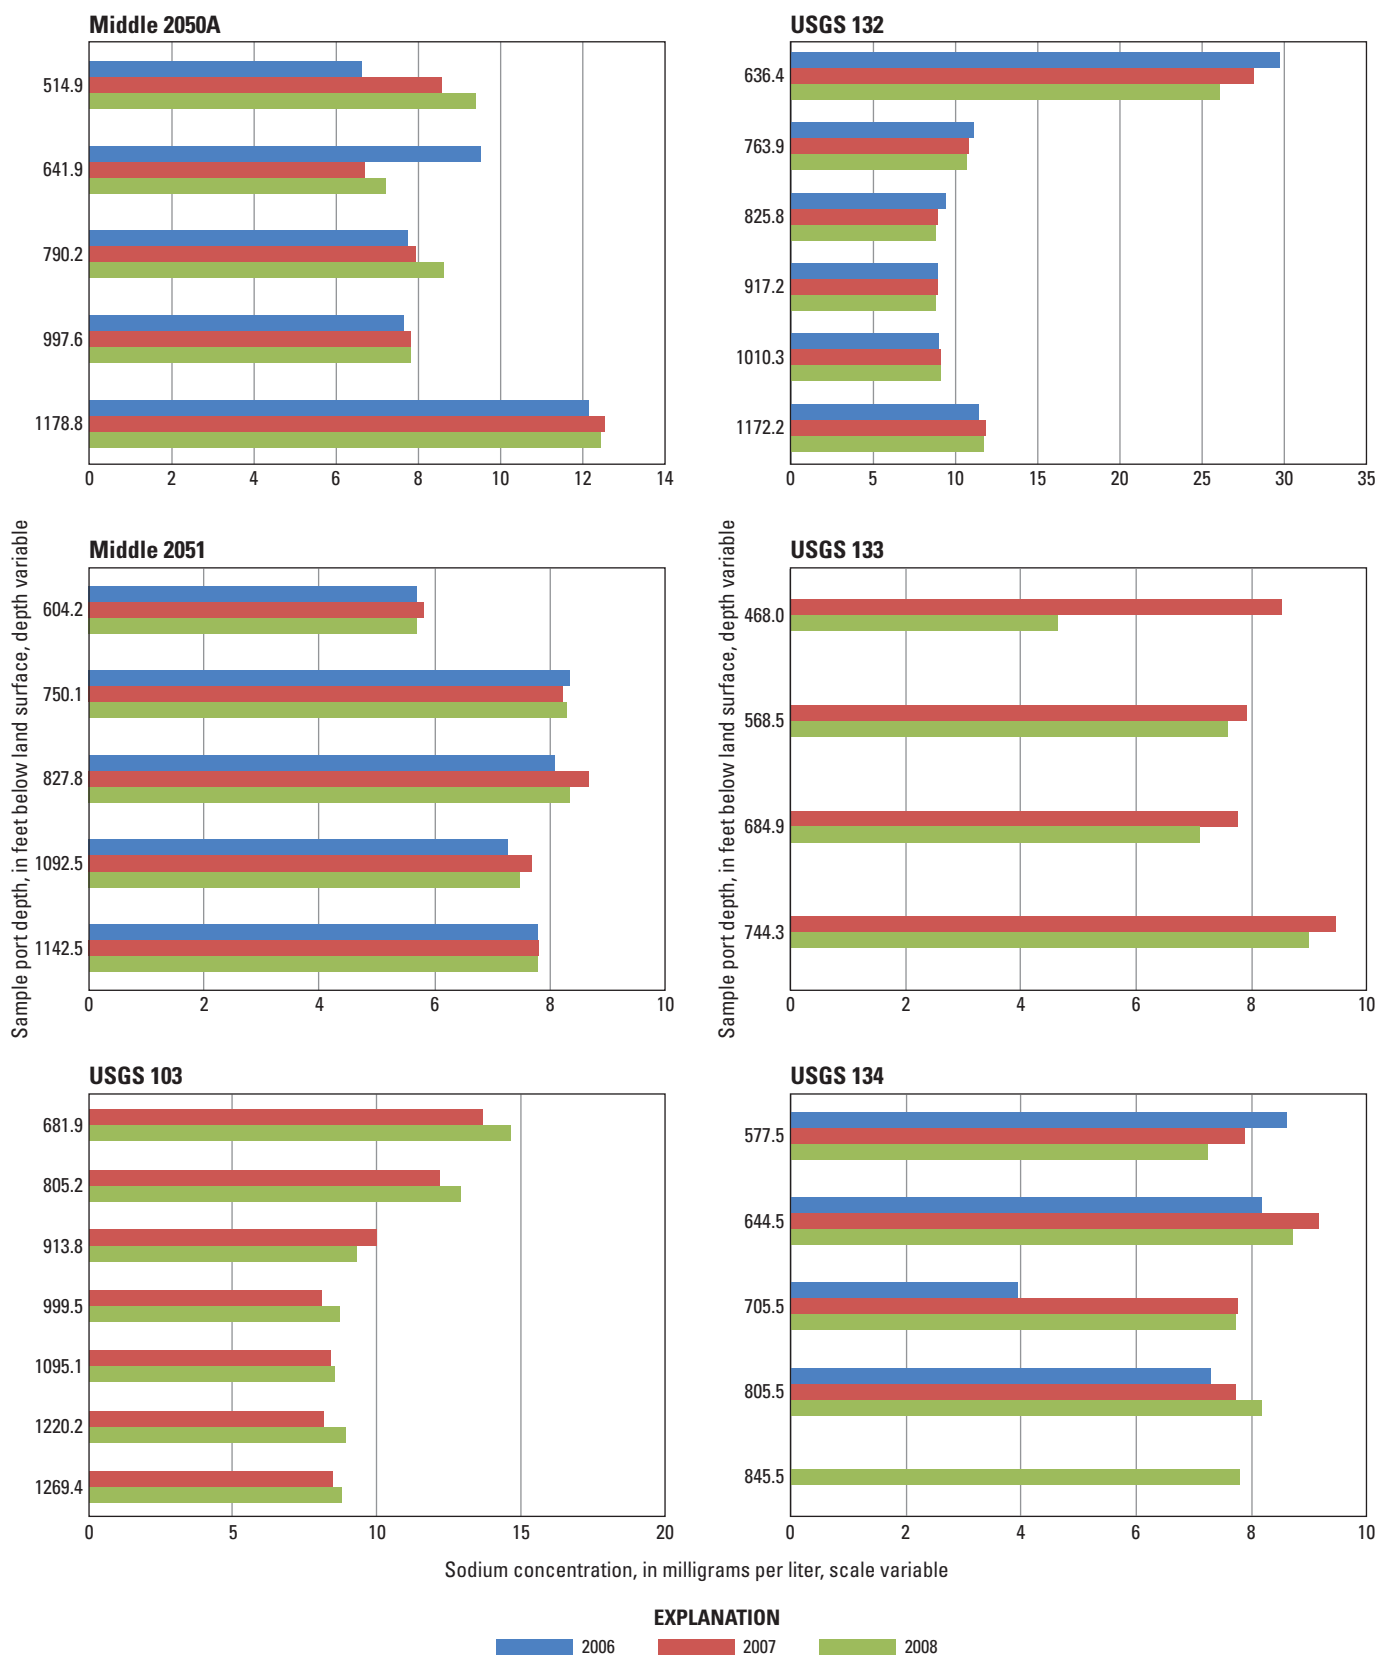 Middle 2050A
514.9
641.9
790.2
997.6
1178.8
0 2 4 6 8 10 12 14
USGS 132
636.4
763.9
825.8
917.2
1010.3
1172.2
0 5 10 15 20 25 30 35
Sample port depth, in feet below land surface, depth variable
Middle 2051
604.2
750.1
827.8
1092.5
1142.5
0 2 4 6 8 10
Sample port depth, in feet below land surface, depth variable
USGS 133
468.0
568.5
684.9
744.3
0 2 4 6 8 10
USGS 103
681.9
805.2
913.8
999.5
1095.1
1220.2
1269.4
0 5 10 15 20
USGS 134
577.5
644.5
705.5
805.5
845.5
0 2 4 6 8 10
Sodium concentration, in milligrams per liter, scale variable
EXPLANATION
2006 2007 2008